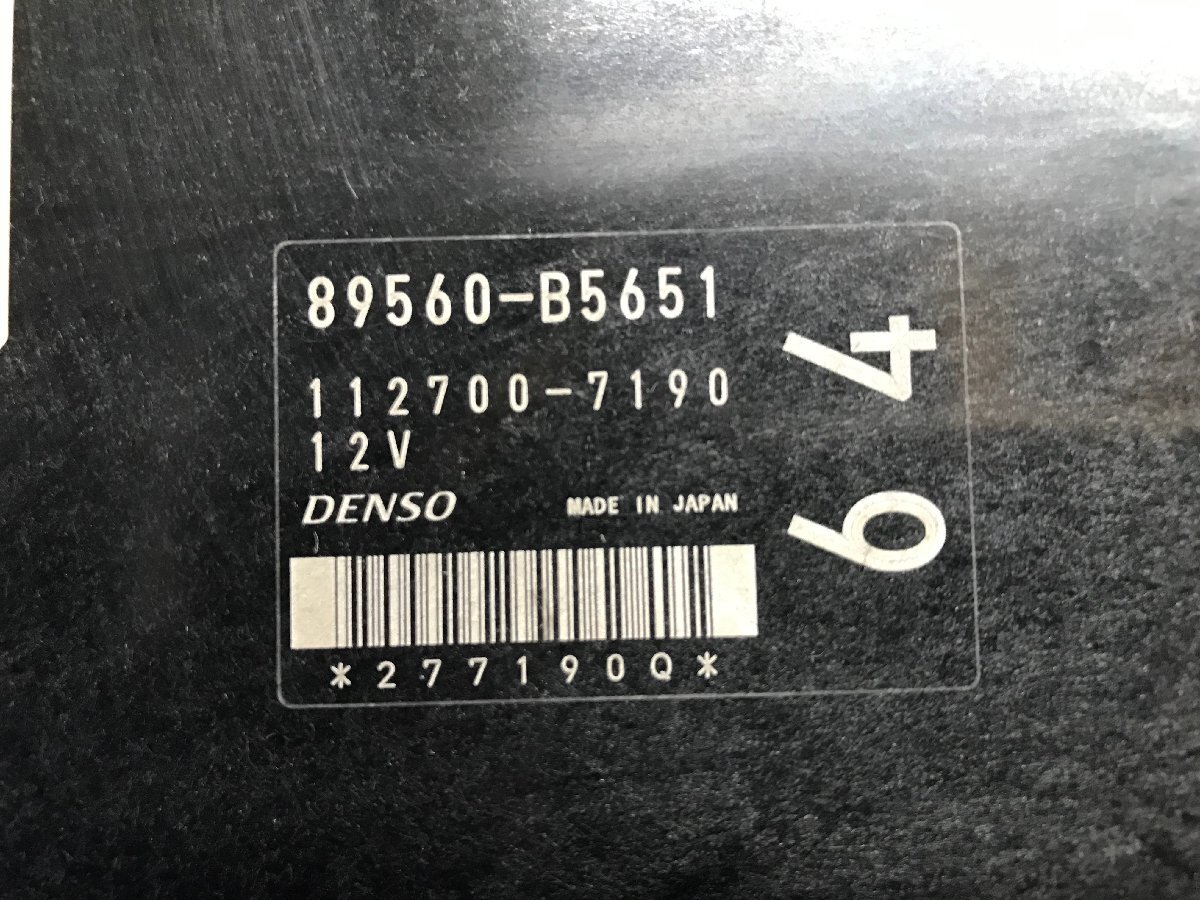 89560-B5651
112700-7190
12V
DENSO MADE IN JAPAN
*277190Q*
64